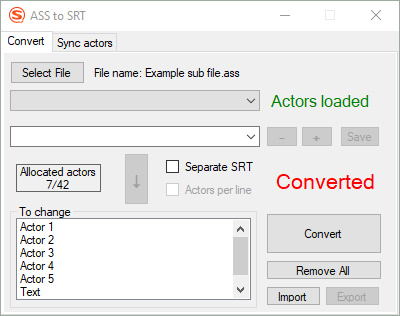 ASS to SRT
Convert
Sync actors
Select File
File name: Example sub file.ass
Actors loaded
-
+
Save
Allocated actors
7/42
↓
Separate SRT
Actors per line
Converted
To change
Actor 1
Actor 2
Actor 3
Actor 4
Actor 5
Text
Convert
Remove All
Import
Export